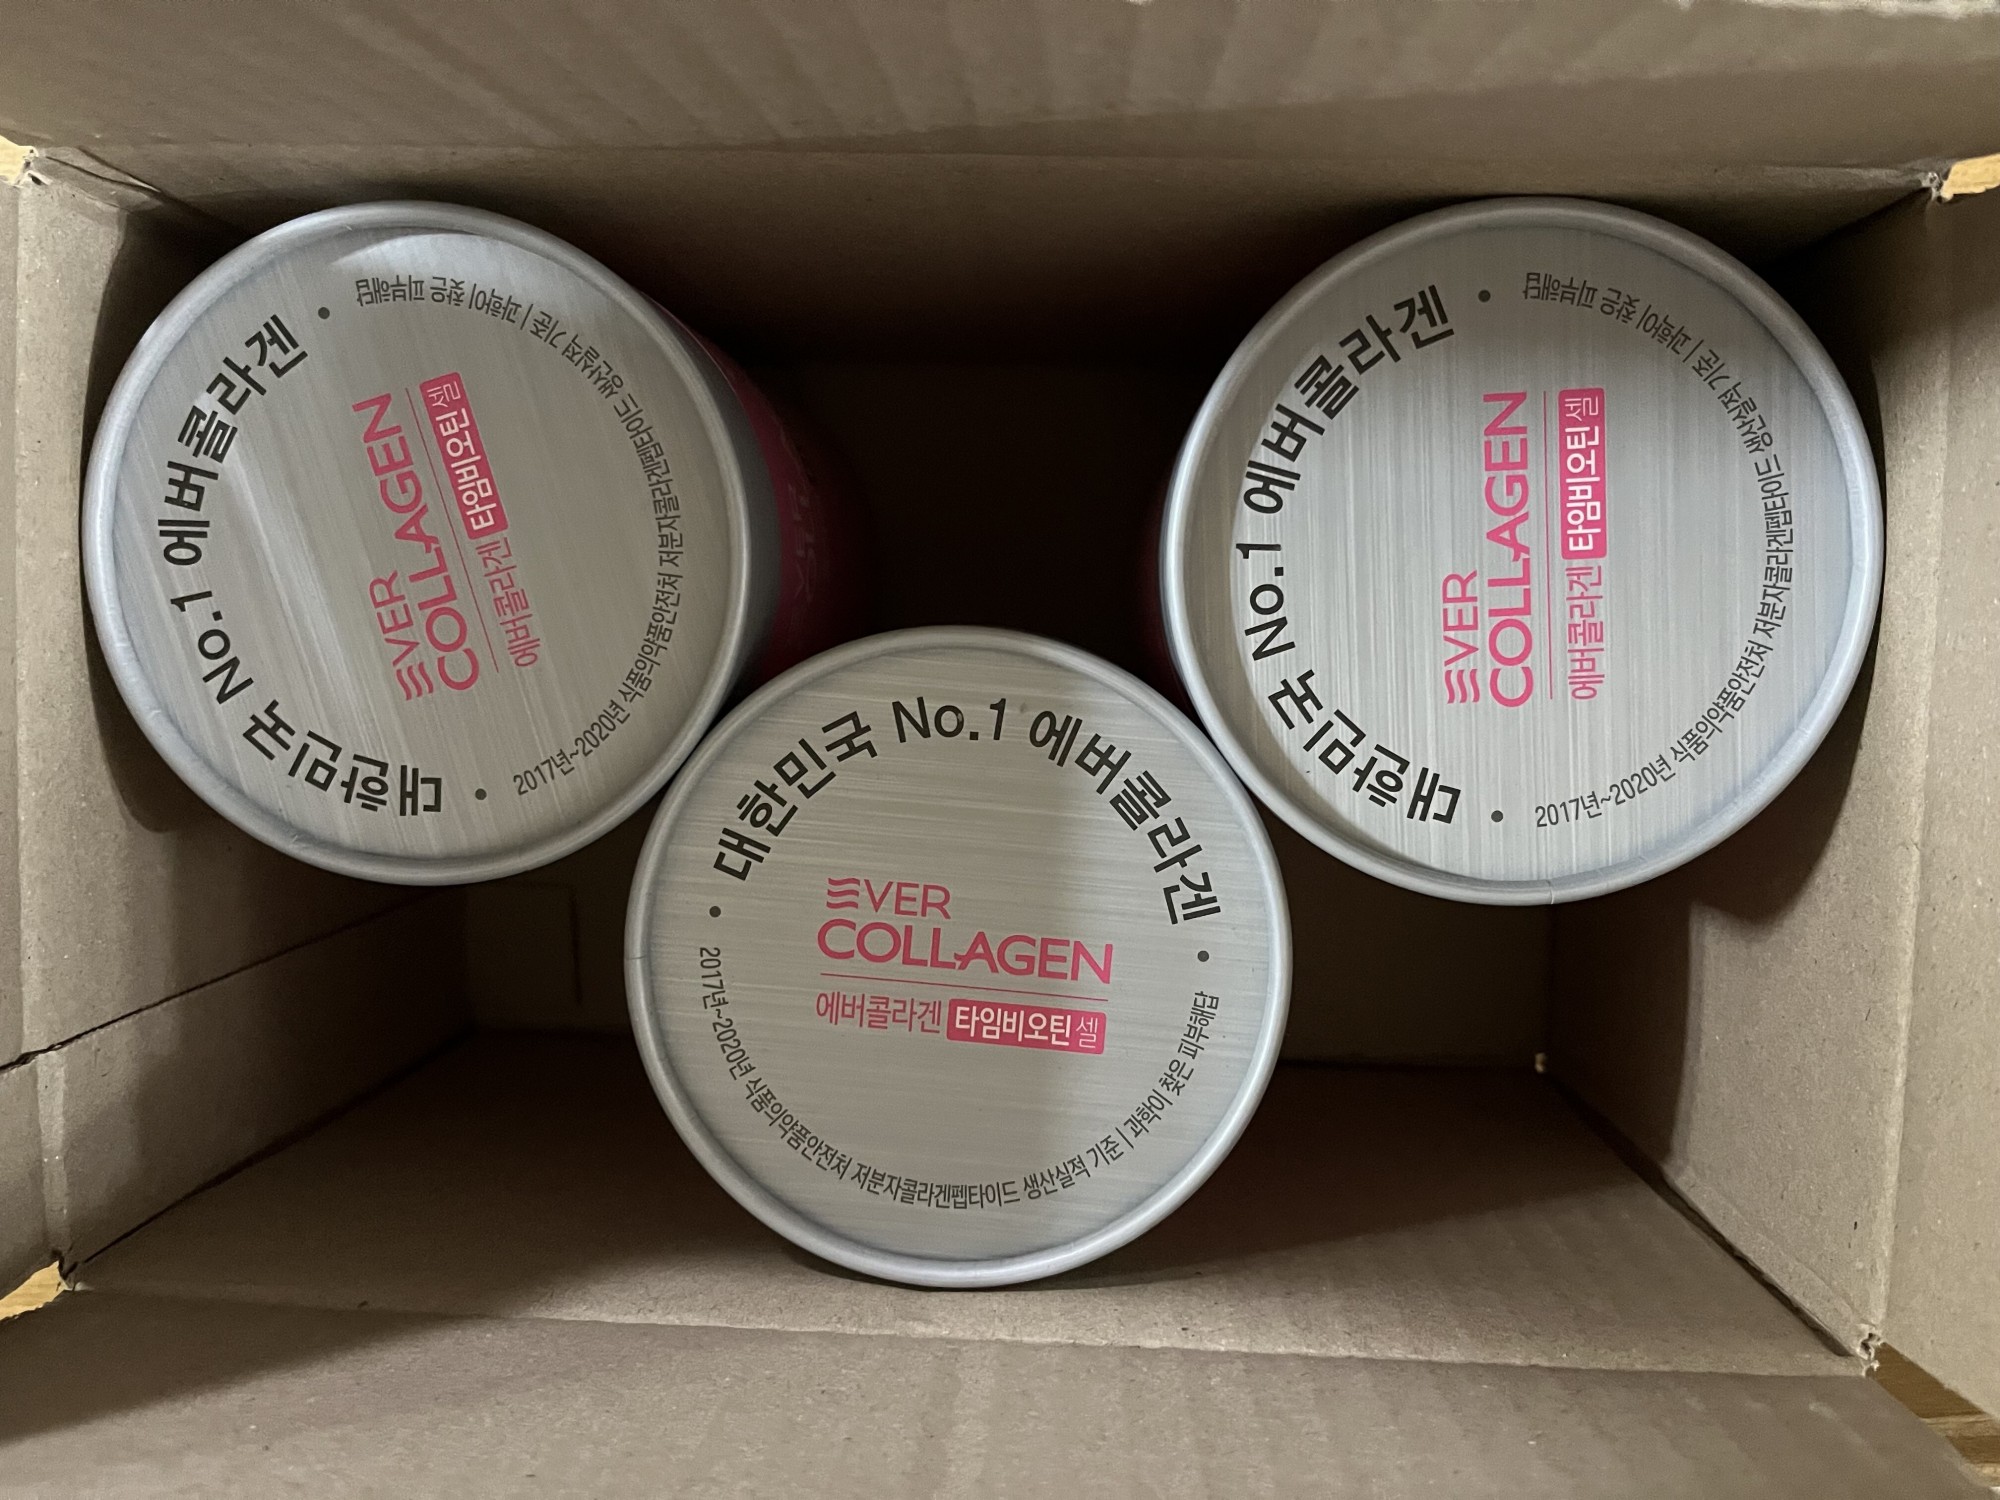 대한민국 No.1 에버콜라겐
EVER
COLLAGEN
에버콜라겐 타임비오틴 셀
2017년~2020년 식품의약품안전처 저분자콜라겐펩타이드 생산실적 기준 | 과학이 찾은 피부해답
대한민국 No.1 에버콜라겐
EVER
COLLAGEN
에버콜라겐 타임비오틴 셀
2017년~2020년 식품의약품안전처 저분자콜라겐펩타이드 생산실적 기준 | 과학이 찾은 피부해답
대한민국 No.1 에버콜라겐
EVER
COLLAGEN
에버콜라겐 타임비오틴 셀
2017년~2020년 식품의약품안전처 저분자콜라겐펩타이드 생산실적 기준 | 과학이 찾은 피부해답